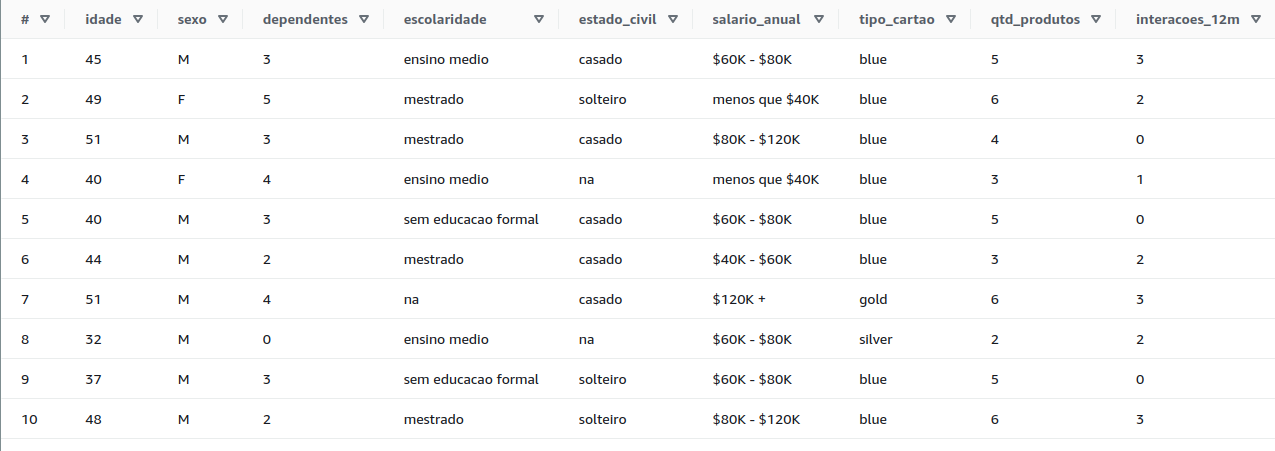 # idade sexo dependentes escolaridade estado_civil salario_anual tipo_cartao qtd_produtos interacoes_12m
1 45 M 3 ensino medio casado $60K - $80K blue 5 3
2 49 F 5 mestrado solteiro menos que $40K blue 6 2
3 51 M 3 mestrado casado $80K - $120K blue 4 0
4 40 F 4 ensino medio na menos que $40K blue 3 1
5 40 M 3 sem educacao formal casado $60K - $80K blue 5 0
6 44 M 2 mestrado casado $40K - $60K blue 3 2
7 51 M 4 na casado $120K + gold 6 3
8 32 M 0 ensino medio na $60K - $80K silver 2 2
9 37 M 3 sem educacao formal solteiro $60K - $80K blue 5 0
10 48 M 2 mestrado solteiro $80K - $120K blue 6 3